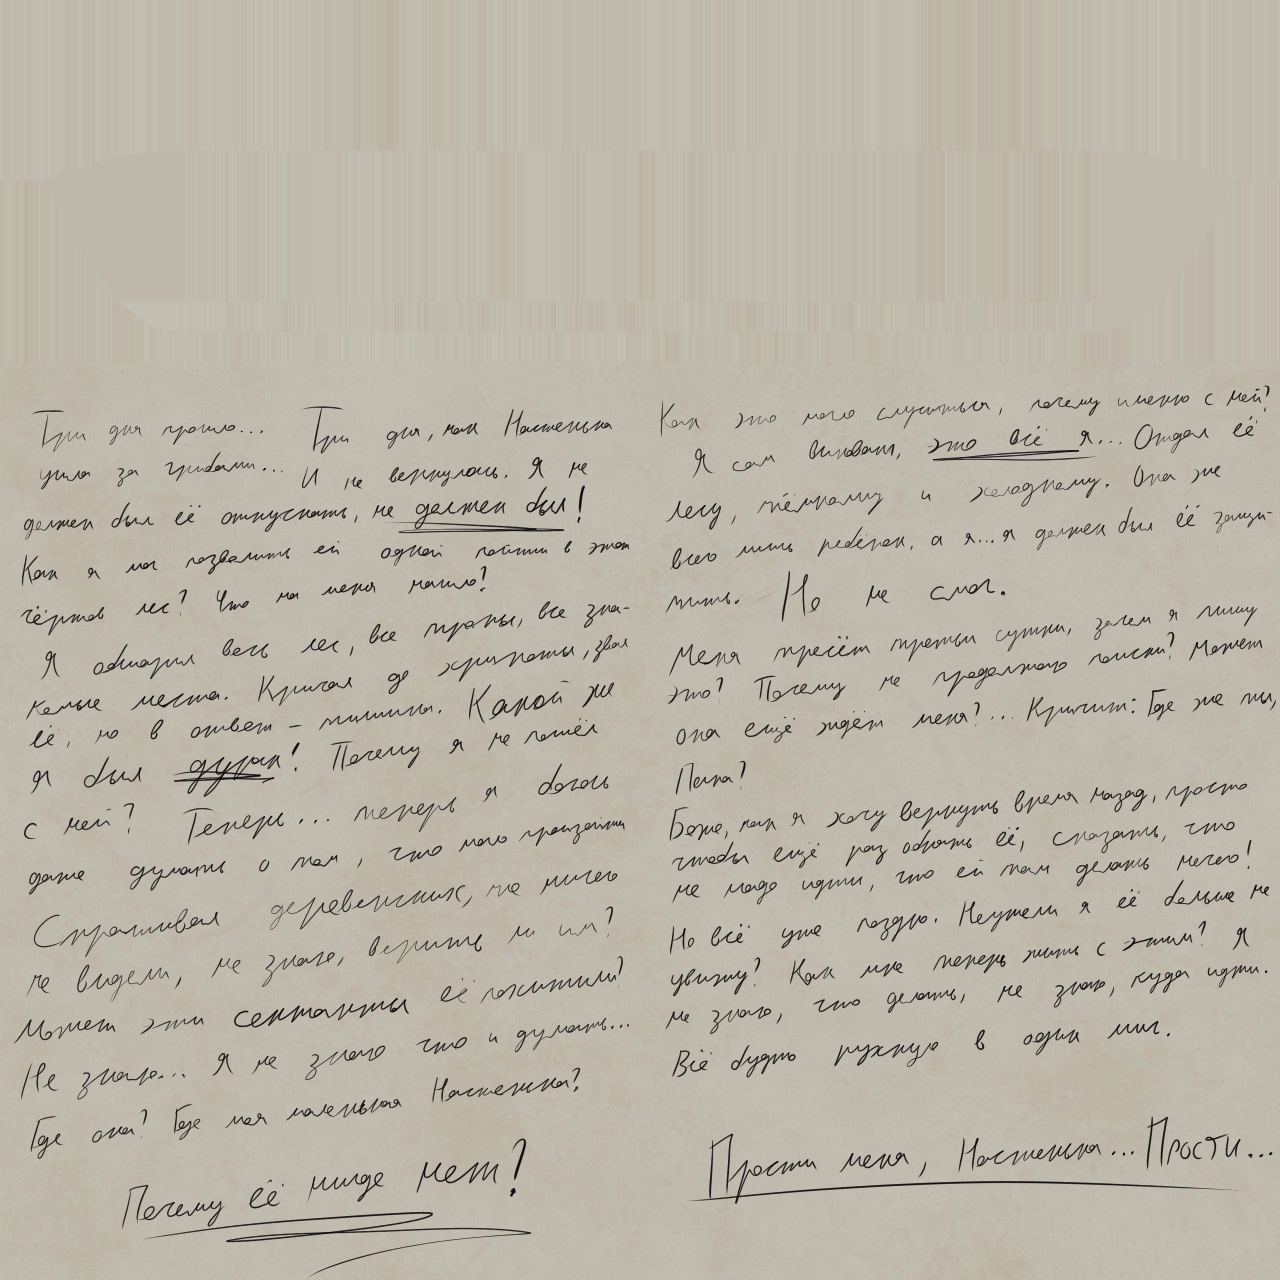 Три дня прошло... Три дня, как Настенька
ушла за грибами... И не вернулась. Я не
должен был её отпускать, не должен был!
Как я мог позволить ей одной пойти в этот
чёртов лес? Что на меня нашло?
Я обшарил весь лес, все тропы, все зна-
комые места. Кричал до хрипоты, звал
её, но в ответ – тишина. Какой же
я был дурак! Почему я не пошёл
с ней? Теперь... теперь я боюсь
даже думать о том, что могло произойти
Спрашивал деревенских, те ничего
не видели, не знаю, верить ли им?
Может эти сектанты её похитили?
Не знаю... Я не знаю что и думать...
Где она? Где моя маленькая Настенька?
Почему её нигде нет?
Как это могло случиться, почему именно с ней?
Я сам виноват, это всё я... Отдал её
лесу, тёмному и холодному. Она же
всего лишь ребёнок, а я... я должен был её защи-
тить. Но не смог.
Меня трясёт третьи сутки, зачем я пишу
это? Почему не продолжаю поиски? Может
она ещё ждёт меня?... Кричит: Где же ты,
Папа?
Боже, как я хочу вернуть время назад, просто
чтобы ещё раз обнять её, сказать, что
не надо идти, что ей там делать нечего!
Но всё уже поздно. Неужели я её больше не
увижу? Как мне теперь жить с этим? Я
не знаю, что делать, не знаю, куда идти.
Всё будто рухнуло в один миг.
Прости меня, Настенька... Прости...